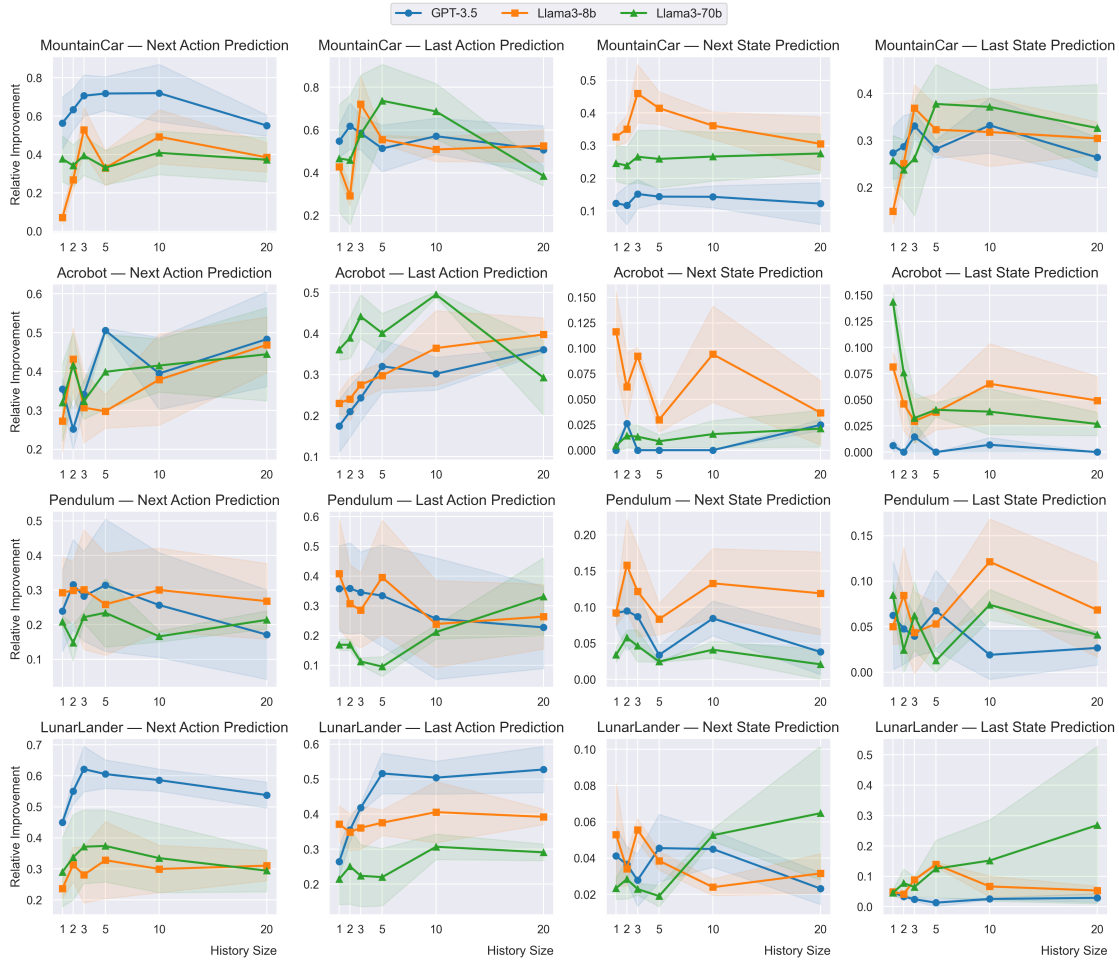 GPT-3.5 Llama3-8b Llama3-70b
MountainCar — Next Action Prediction
Relative Improvement
0.8
0.6
0.4
0.2
0.0
1 2 3 5 10 20
MountainCar — Last Action Prediction
0.8
0.6
0.4
0.2
1 2 3 5 10 20
MountainCar — Next State Prediction
0.5
0.4
0.3
0.2
0.1
1 2 3 5 10 20
MountainCar — Last State Prediction
0.4
0.3
0.2
1 2 3 5 10 20
Acrobot — Next Action Prediction
Relative Improvement
0.6
0.5
0.4
0.3
0.2
1 2 3 5 10 20
Acrobot — Last Action Prediction
0.5
0.4
0.3
0.2
0.1
1 2 3 5 10 20
Acrobot — Next State Prediction
0.150
0.125
0.100
0.075
0.050
0.025
0.000
1 2 3 5 10 20
Acrobot — Last State Prediction
0.150
0.125
0.100
0.075
0.050
0.025
0.000
1 2 3 5 10 20
Pendulum — Next Action Prediction
Relative Improvement
0.5
0.4
0.3
0.2
0.1
1 2 3 5 10 20
Pendulum — Last Action Prediction
0.6
0.5
0.4
0.3
0.2
0.1
1 2 3 5 10 20
Pendulum — Next State Prediction
0.20
0.15
0.10
0.05
0.00
1 2 3 5 10 20
Pendulum — Last State Prediction
0.15
0.10
0.05
0.00
1 2 3 5 10 20
LunarLander — Next Action Prediction
Relative Improvement
0.7
0.6
0.5
0.4
0.3
0.2
1 2 3 5 10 20
History Size
LunarLander — Last Action Prediction
0.6
0.5
0.4
0.3
0.2
1 2 3 5 10 20
History Size
LunarLander — Next State Prediction
0.10
0.08
0.06
0.04
0.02
1 2 3 5 10 20
History Size
LunarLander — Last State Prediction
0.5
0.4
0.3
0.2
0.1
0.0
1 2 3 5 10 20
History Size